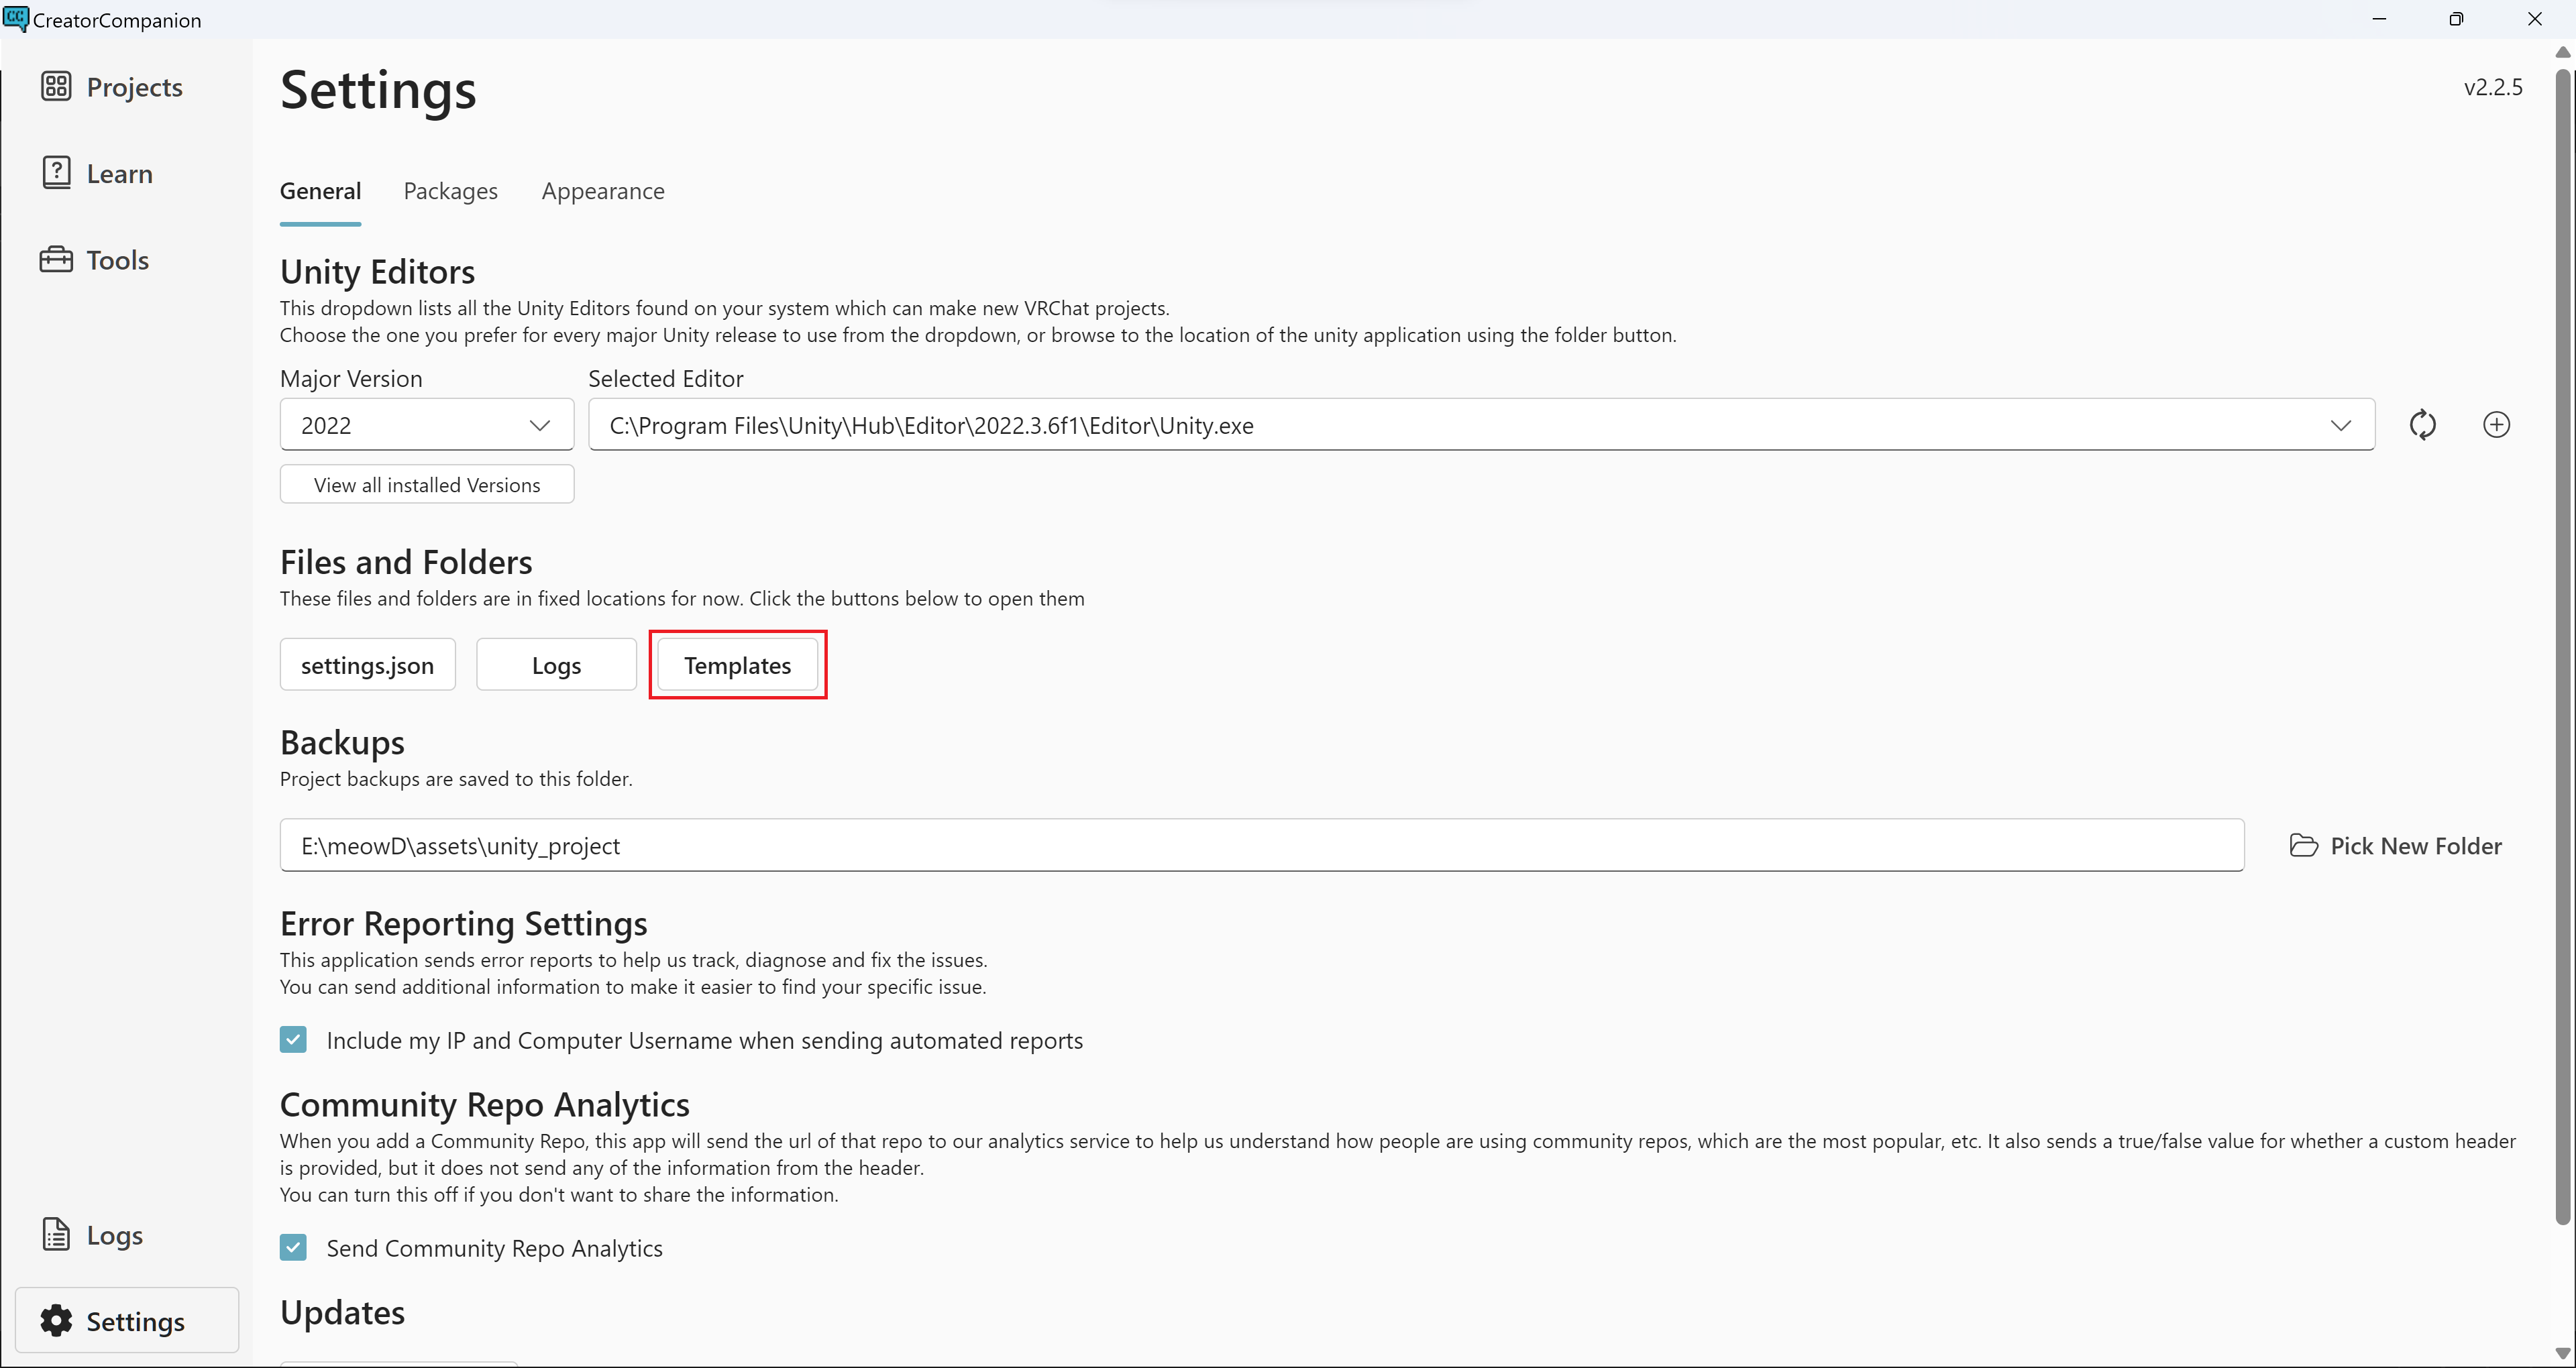 CreatorCompanion
Projects
Learn
Tools
Logs
Settings
Settings
v2.2.5
General Packages Appearance
Unity Editors
This dropdown lists all the Unity Editors found on your system which can make new VRChat projects.
Choose the one you prefer for every major Unity release to use from the dropdown, or browse to the location of the unity application using the folder button.
Major Version Selected Editor
2022 C:\Program Files\Unity\Hub\Editor\2022.3.6f1\Editor\Unity.exe
View all installed Versions
Files and Folders
These files and folders are in fixed locations for now. Click the buttons below to open them
settings.json Logs Templates
Backups
Project backups are saved to this folder.
E:\meowD\assets\unity_project Pick New Folder
Error Reporting Settings
This application sends error reports to help us track, diagnose and fix the issues.
You can send additional information to make it easier to find your specific issue.
Include my IP and Computer Username when sending automated reports
Community Repo Analytics
When you add a Community Repo, this app will send the url of that repo to our analytics service to help us understand how people are using community repos, which are the most popular, etc. It also sends a true/false value for whether a custom header
is provided, but it does not send any of the information from the header.
You can turn this off if you don't want to share the information.
Send Community Repo Analytics
Updates